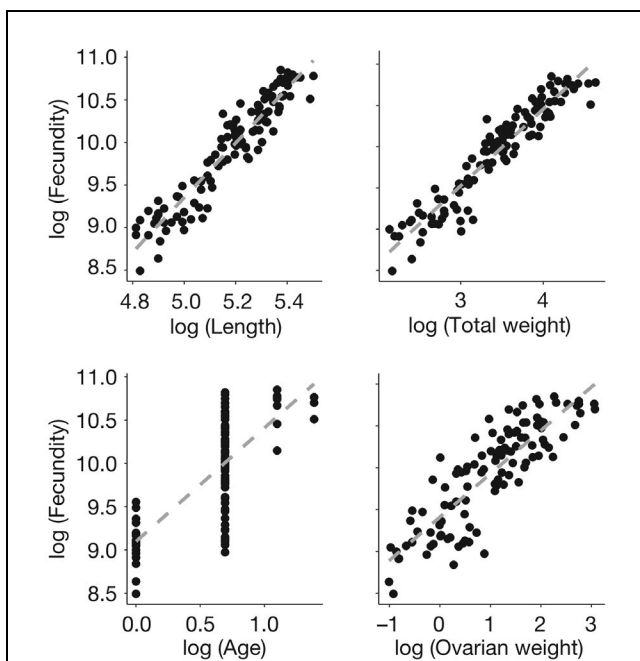 11.0
10.5
10.0
9.5
9.0
8.5
log (Fecundity)
4.8 5.0 5.2 5.4
log (Length)
3 4
log (Total weight)
11.0
10.5
10.0
9.5
9.0
8.5
log (Fecundity)
0.0 0.5 1.0
log (Age)
−1 0 1 2 3
log (Ovarian weight)